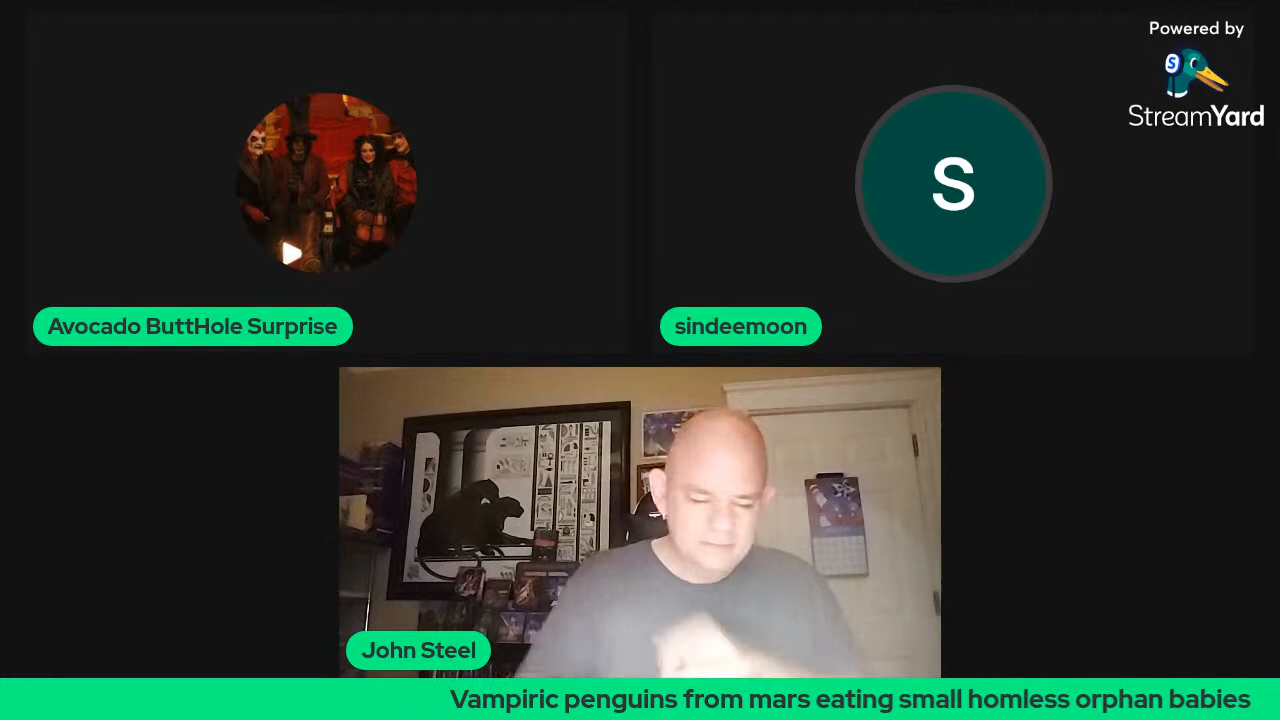 Powered by
S
StreamYard
S
Avocado ButtHole Surprise
sindeemoon
John Steel
Vampiric penguins from mars eating small homless orphan babies